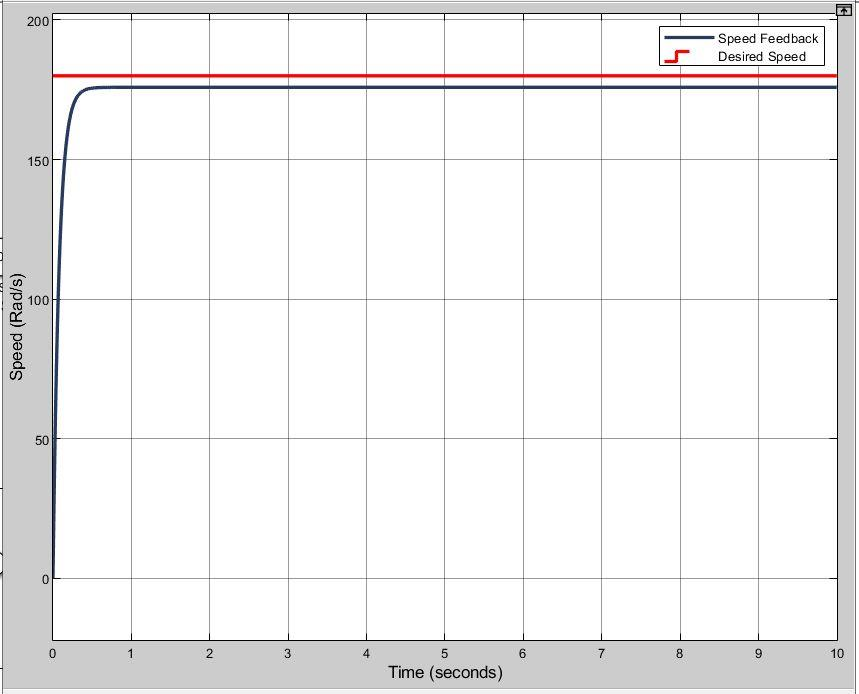 200
150
100
50
0
Speed (Rad/s)
Speed Feedback
Desired Speed
0 1 2 3 4 5 6 7 8 9 10
Time (seconds)